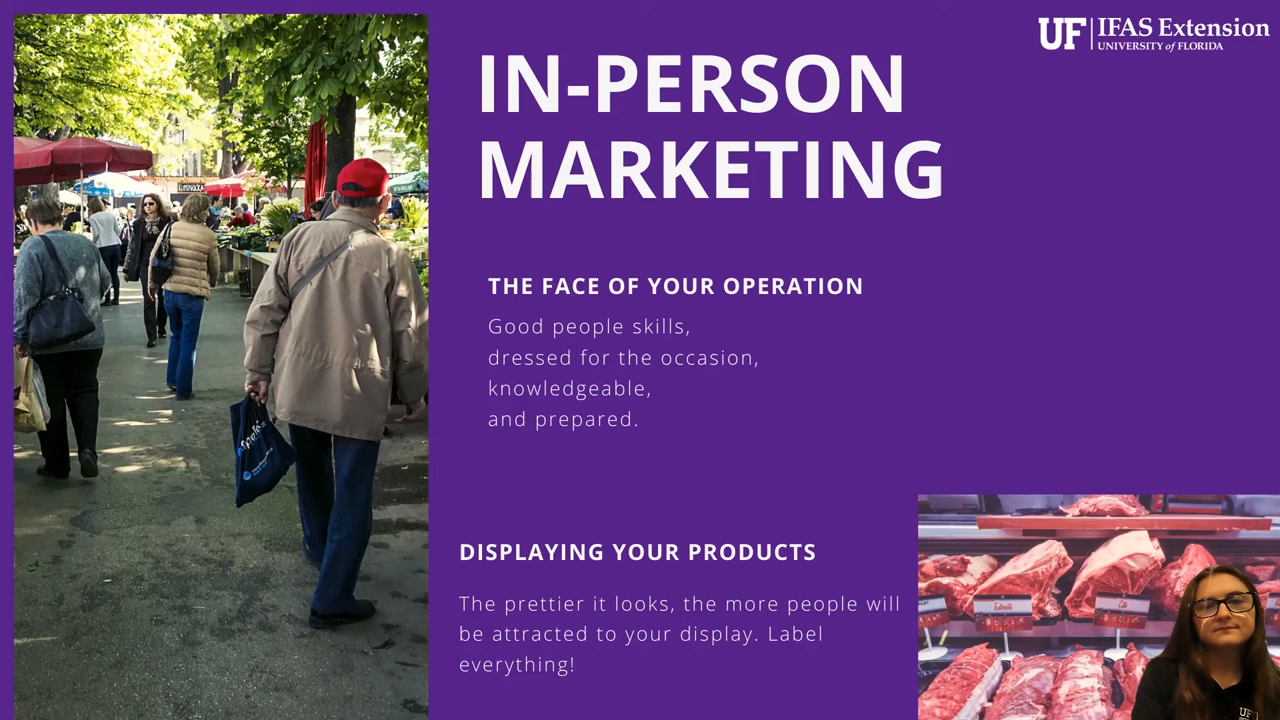 UF IFAS Extension
UNIVERSITY of FLORIDA
IN-PERSON
MARKETING
THE FACE OF YOUR OPERATION
Good people skills,
dressed for the occasion,
knowledgeable,
and prepared.
DISPLAYING YOUR PRODUCTS
The prettier it looks, the more people will
be attracted to your display. Label
everything!
UF